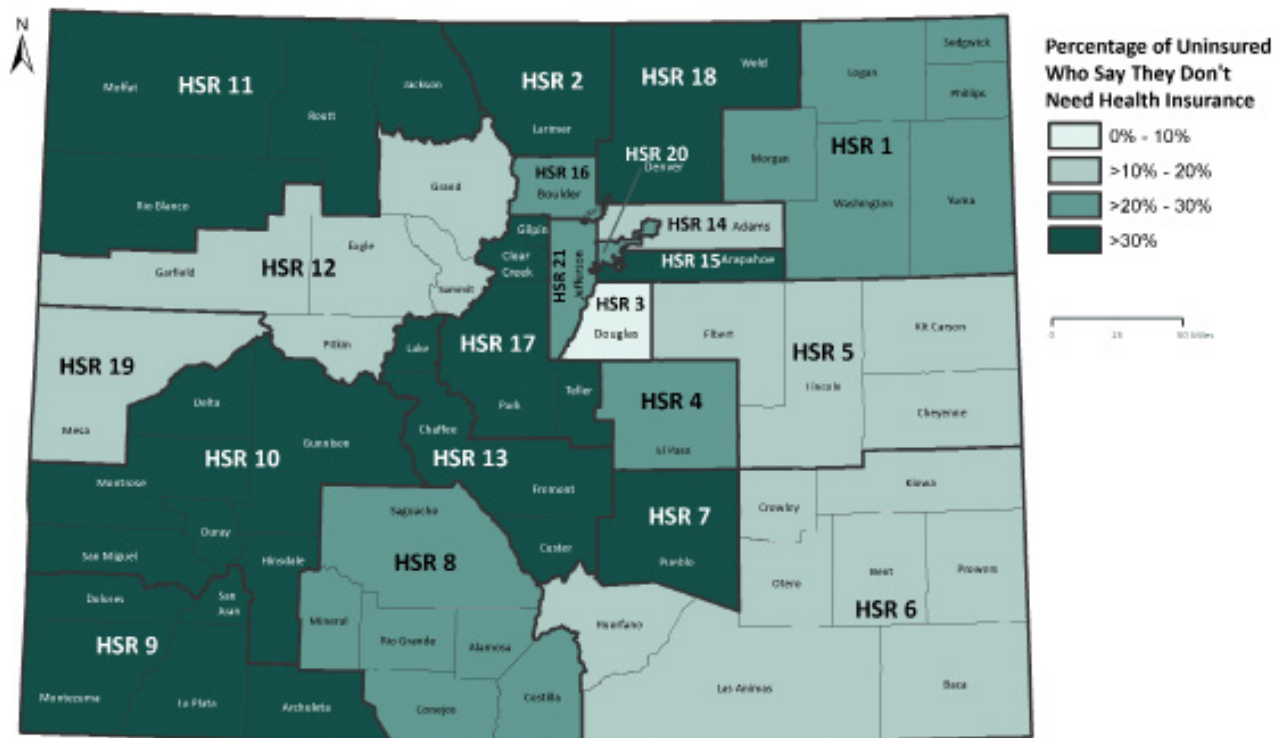 N
Percentage of Uninsured
Who Say They Don't
Need Health Insurance
0% - 10%
>10% - 20%
>20% - 30%
>30%
0 25 50 Miles
HSR 11
Moffat
Routt
Jackson
Rio Blanco
HSR 2
Larimer
HSR 18
Weld
HSR 1
Logan
Sedgwick
Phillips
Morgan
Washington
Yuma
HSR 20
Denver
HSR 16
Boulder
HSR 14
Adams
HSR 15
Arapahoe
HSR 21
Jefferson
HSR 3
Douglas
HSR 12
Grand
Eagle
Garfield
Summit
Pitkin
HSR 17
Gilpin
Clear
Creek
Park
Teller
HSR 5
Elbert
Lincoln
Kit Carson
Cheyenne
HSR 19
Mesa
HSR 4
El Paso
HSR 10
Delta
Gunnison
Montrose
Ouray
San Miguel
Hinsdale
HSR 13
Lake
Chaffee
Fremont
Custer
HSR 7
Pueblo
HSR 6
Crowley
Kiowa
Otero
Bent
Prowers
Huerfano
Las Animas
Baca
HSR 8
Saguache
Mineral
Rio Grande
Alamosa
Conejos
Costilla
HSR 9
Dolores
San
Juan
Montezuma
La Plata
Archuleta